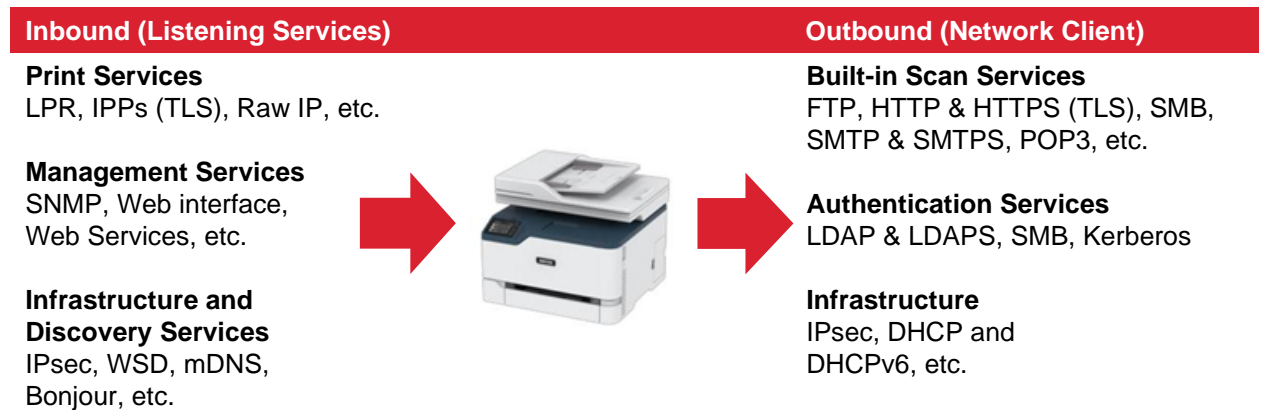 Inbound (Listening Services)
Outbound (Network Client)
Print Services
LPR, IPPs (TLS), Raw IP, etc.
Management Services
SNMP, Web interface,
Web Services, etc.
Infrastructure and
Discovery Services
IPsec, WSD, mDNS,
Bonjour, etc.
Built-in Scan Services
FTP, HTTP & HTTPS (TLS), SMB,
SMTP & SMTPS, POP3, etc.
Authentication Services
LDAP & LDAPS, SMB, Kerberos
Infrastructure
IPsec, DHCP and
DHCPv6, etc.